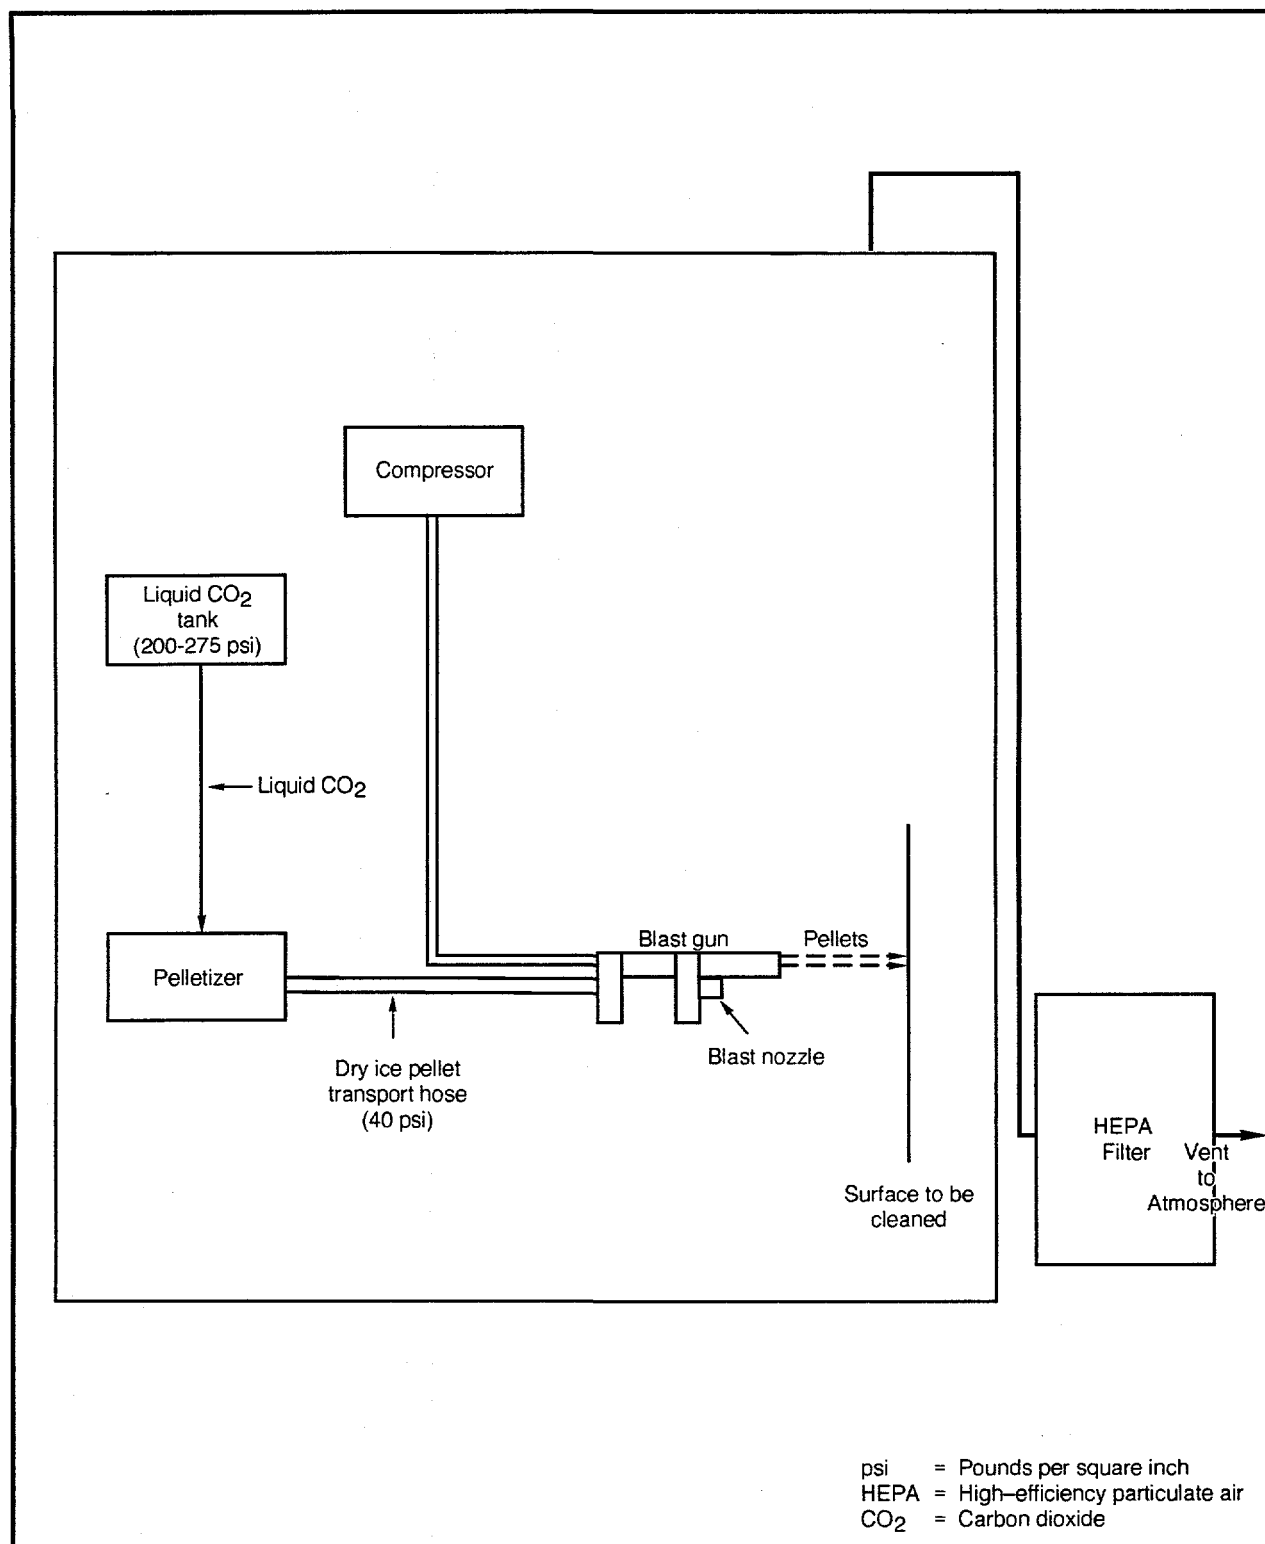 Compressor
Liquid CO2
tank
(200-275 psi)
Liquid CO2
Pelletizer
Blast gun
Pellets
Blast nozzle
Dry ice pellet
transport hose
(40 psi)
Surface to be
cleaned
HEPA
Filter
Vent
to
Atmosphere
psi = Pounds per square inch
HEPA = High–efficiency particulate air
CO2 = Carbon dioxide